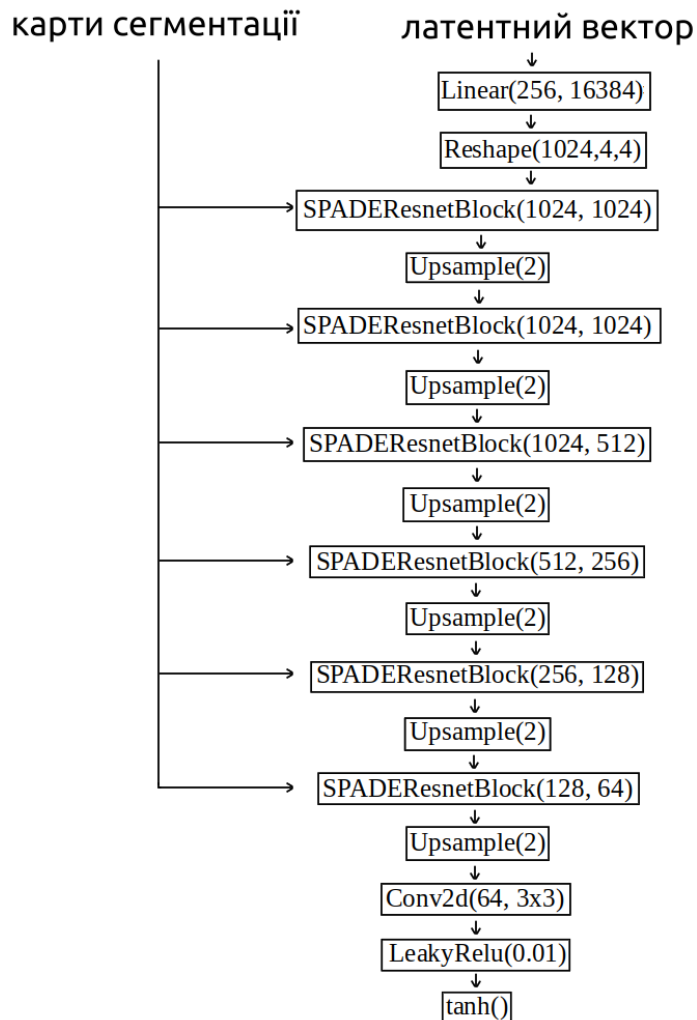 карти сегментації
латентний вектор
Linear(256, 16384)
Reshape(1024,4,4)
SPADEResnetBlock(1024, 1024)
Upsample(2)
SPADEResnetBlock(1024, 1024)
Upsample(2)
SPADEResnetBlock(1024, 512)
Upsample(2)
SPADEResnetBlock(512, 256)
Upsample(2)
SPADEResnetBlock(256, 128)
Upsample(2)
SPADEResnetBlock(128, 64)
Upsample(2)
Conv2d(64, 3x3)
LeakyRelu(0.01)
tanh()